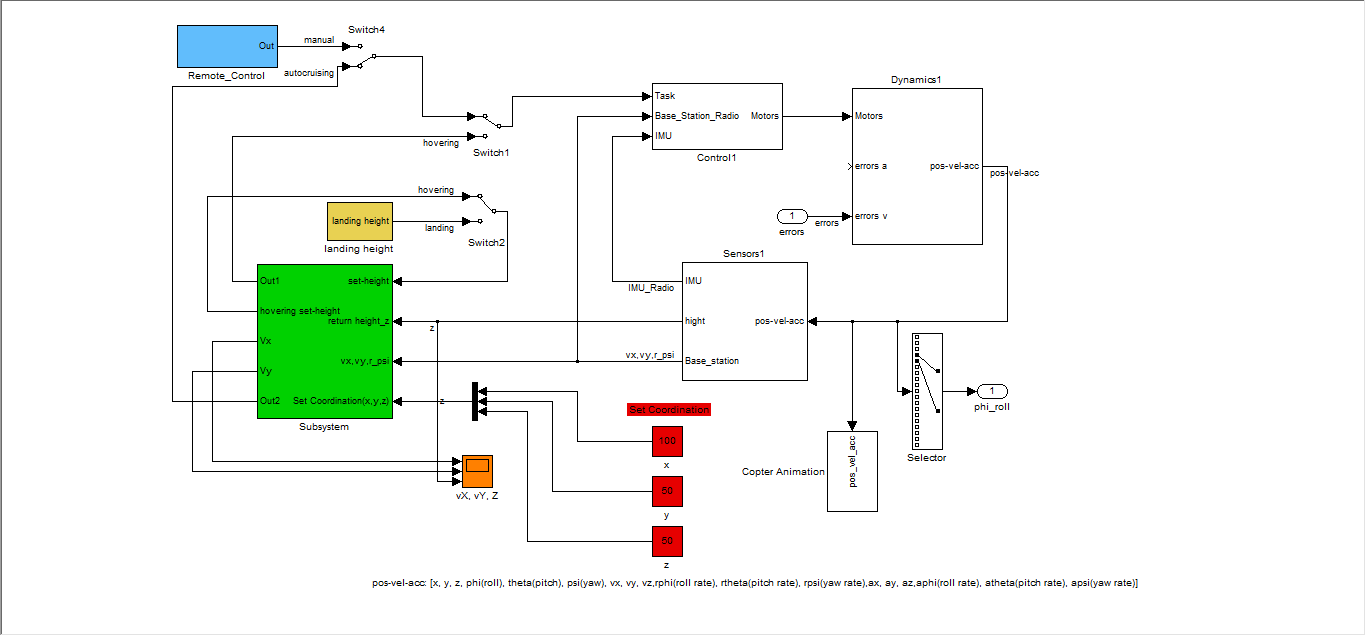 Switch4
Out
manual
Remote_Control
autocruising
Dynamics1
Task
Base_Station_Radio
Motors
IMU
Control1
Motors
errors a
pos-vel-acc
pos-vel-acc
1
errors
errors
errors v
hovering
Switch1
hovering
landing height
landing
landing height
Switch2
Sensors1
Out1
set-height
IMU
IMU_Radio
hovering set-height
return height_z
z
hight
pos-vel-acc
Vx
vx,vy,r_psi
vx,vy,r_psi
Base_station
Vy
Out2
Set Coordination(x,y,z)
z
Subsystem
1
phi_roll
Set Coordination
100
x
pos_vel_acc
Copter Animation
Selector
vX, vY, Z
50
y
50
z
pos-vel-acc: [x, y, z, phi(roll), theta(pitch), psi(yaw), vx, vy, vz,rphi(roll rate), rtheta(pitch rate), rpsi(yaw rate),ax, ay, az,aphi(roll rate), atheta(pitch rate), apsi(yaw rate)]